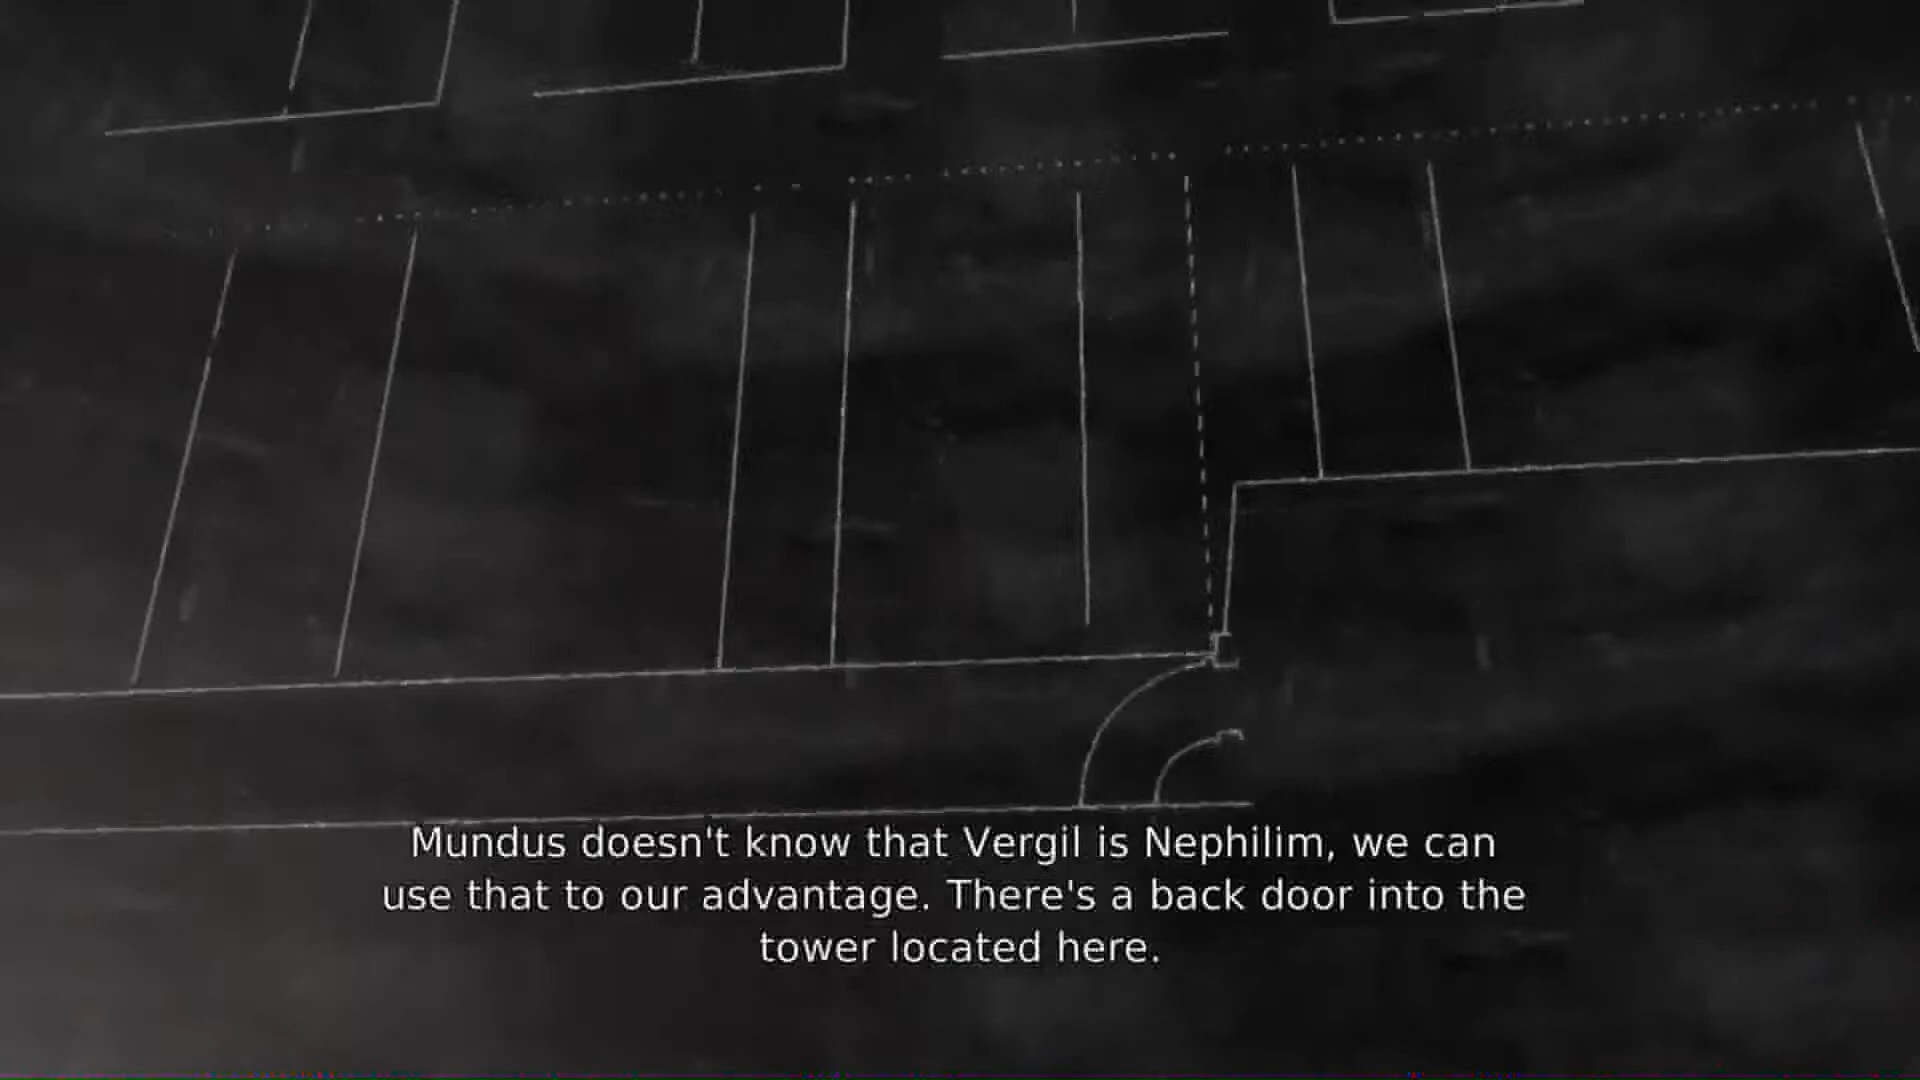 Mundus doesn't know that Vergil is Nephilim, we can
use that to our advantage. There's a back door into the
tower located here.